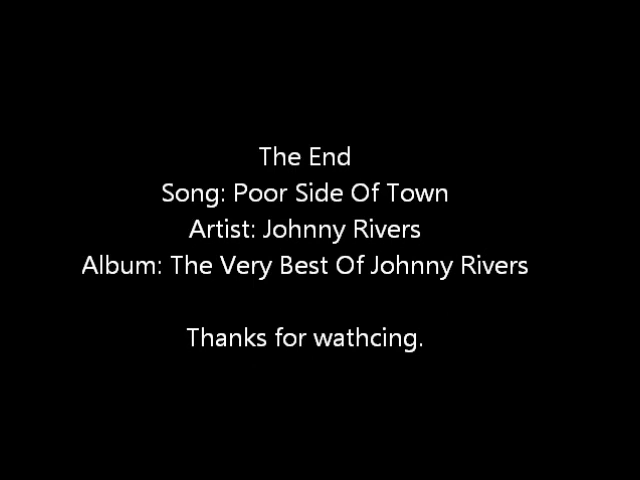 The End
Song: Poor Side Of Town
Artist: Johnny Rivers
Album: The Very Best Of Johnny Rivers
Thanks for wathcing.